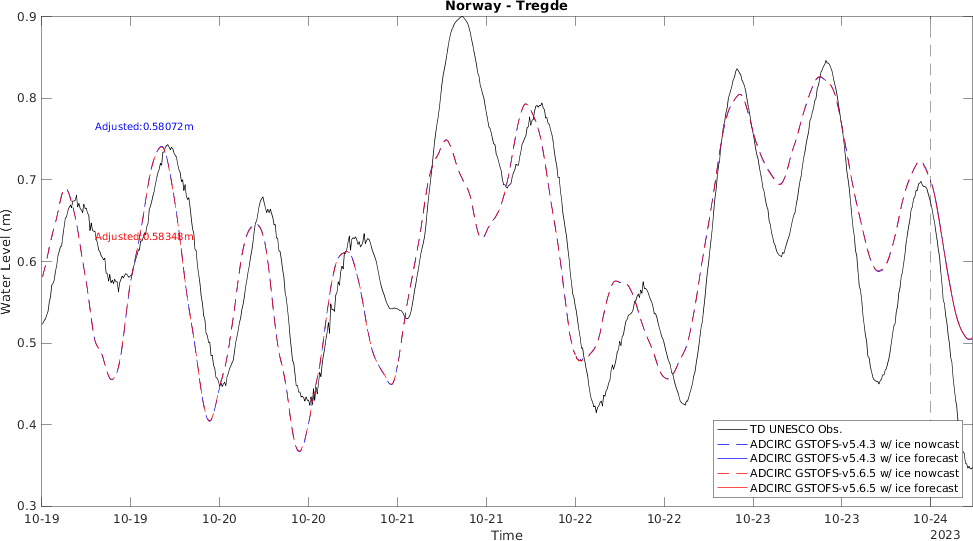 Norway - Tregde
0.9
0.8
0.7
0.6
0.5
0.4
0.3
Water Level (m)
Adjusted:0.58072m
Adjusted:0.58348m
TD UNESCO Obs.
ADCIRC GSTOFS-v5.4.3 w/ ice nowcast
ADCIRC GSTOFS-v5.4.3 w/ ice forecast
ADCIRC GSTOFS-v5.6.5 w/ ice nowcast
ADCIRC GSTOFS-v5.6.5 w/ ice forecast
10-19 10-19 10-20 10-20 10-21 10-21 10-22 10-22 10-23 10-23 10-24
Time 2023